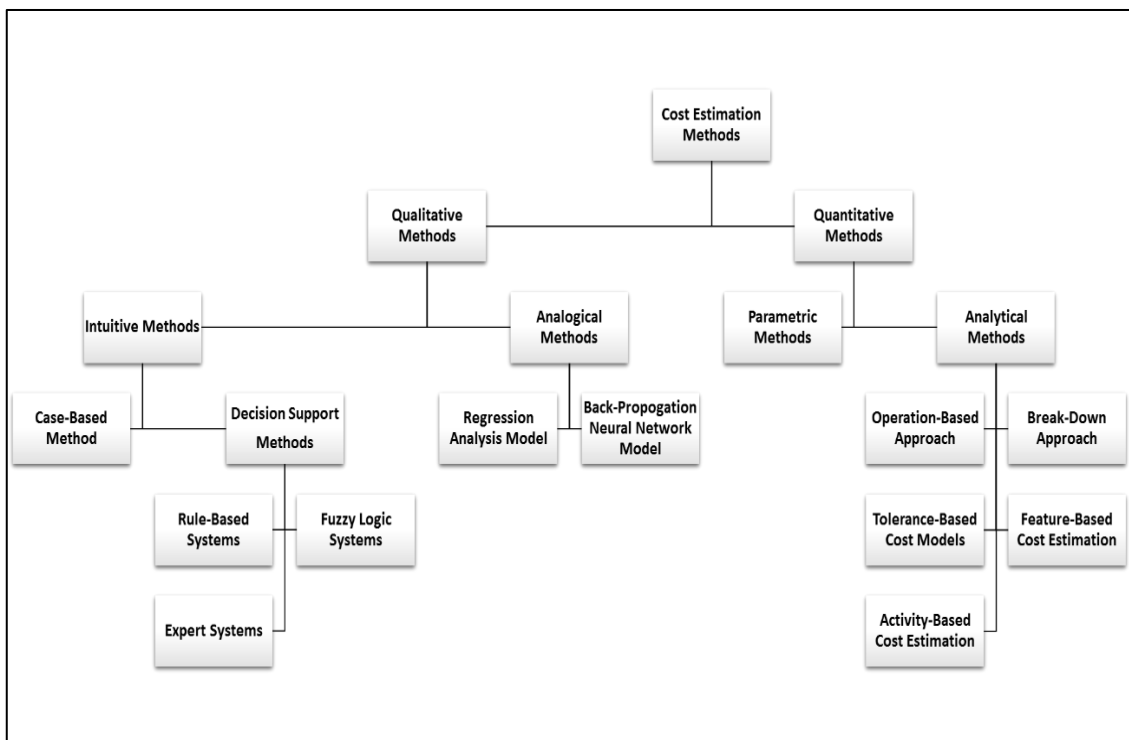 Cost Estimation
Methods
Qualitative
Methods
Quantitative
Methods
Intuitive Methods
Analogical
Methods
Parametric
Methods
Analytical
Methods
Case-Based
Method
Decision Support
Methods
Regression
Analysis Model
Back-Propogation
Neural Network
Model
Operation-Based
Approach
Break-Down
Approach
Rule-Based
Systems
Fuzzy Logic
Systems
Tolerance-Based
Cost Models
Feature-Based
Cost Estimation
Expert Systems
Activity-Based
Cost Estimation